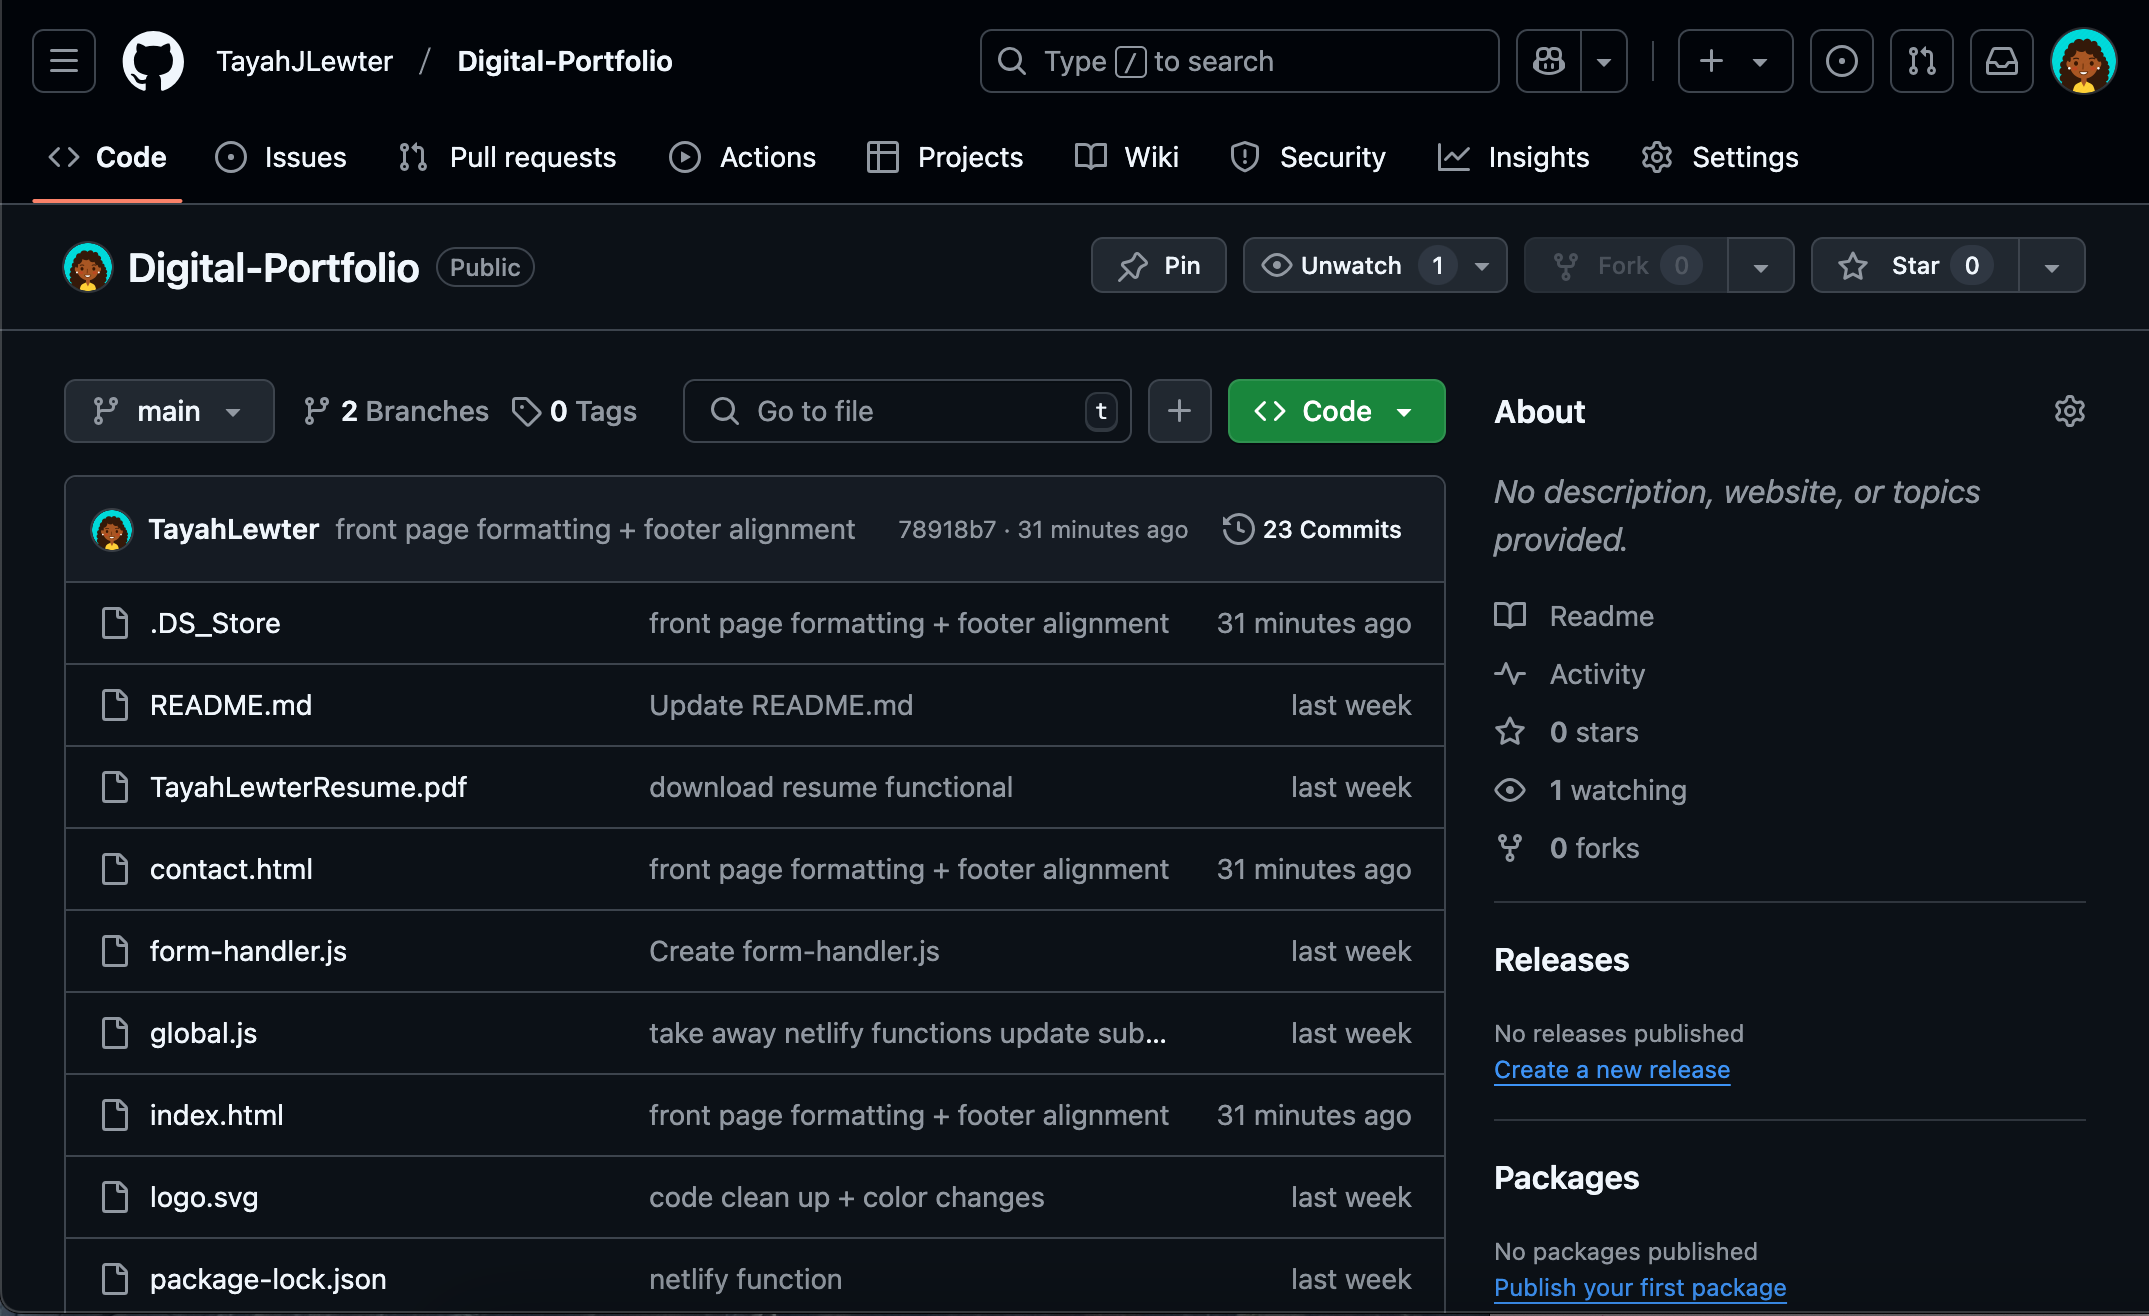 TayahJLewter / Digital-Portfolio
Type / to search
Code Issues Pull requests Actions Projects Wiki Security Insights Settings
Digital-Portfolio Public
Pin Unwatch 1 Fork 0 Star 0
main 2 Branches 0 Tags Go to file t Code
TayahLewter front page formatting + footer alignment 78918b7 · 31 minutes ago 23 Commits
.DS_Store front page formatting + footer alignment 31 minutes ago
README.md Update README.md last week
TayahLewterResume.pdf download resume functional last week
contact.html front page formatting + footer alignment 31 minutes ago
form-handler.js Create form-handler.js last week
global.js take away netlify functions update sub... last week
index.html front page formatting + footer alignment 31 minutes ago
logo.svg code clean up + color changes last week
package-lock.json netlify function last week
About
No description, website, or topics
provided.
Readme
Activity
0 stars
1 watching
0 forks
Releases
No releases published
Create a new release
Packages
No packages published
Publish your first package